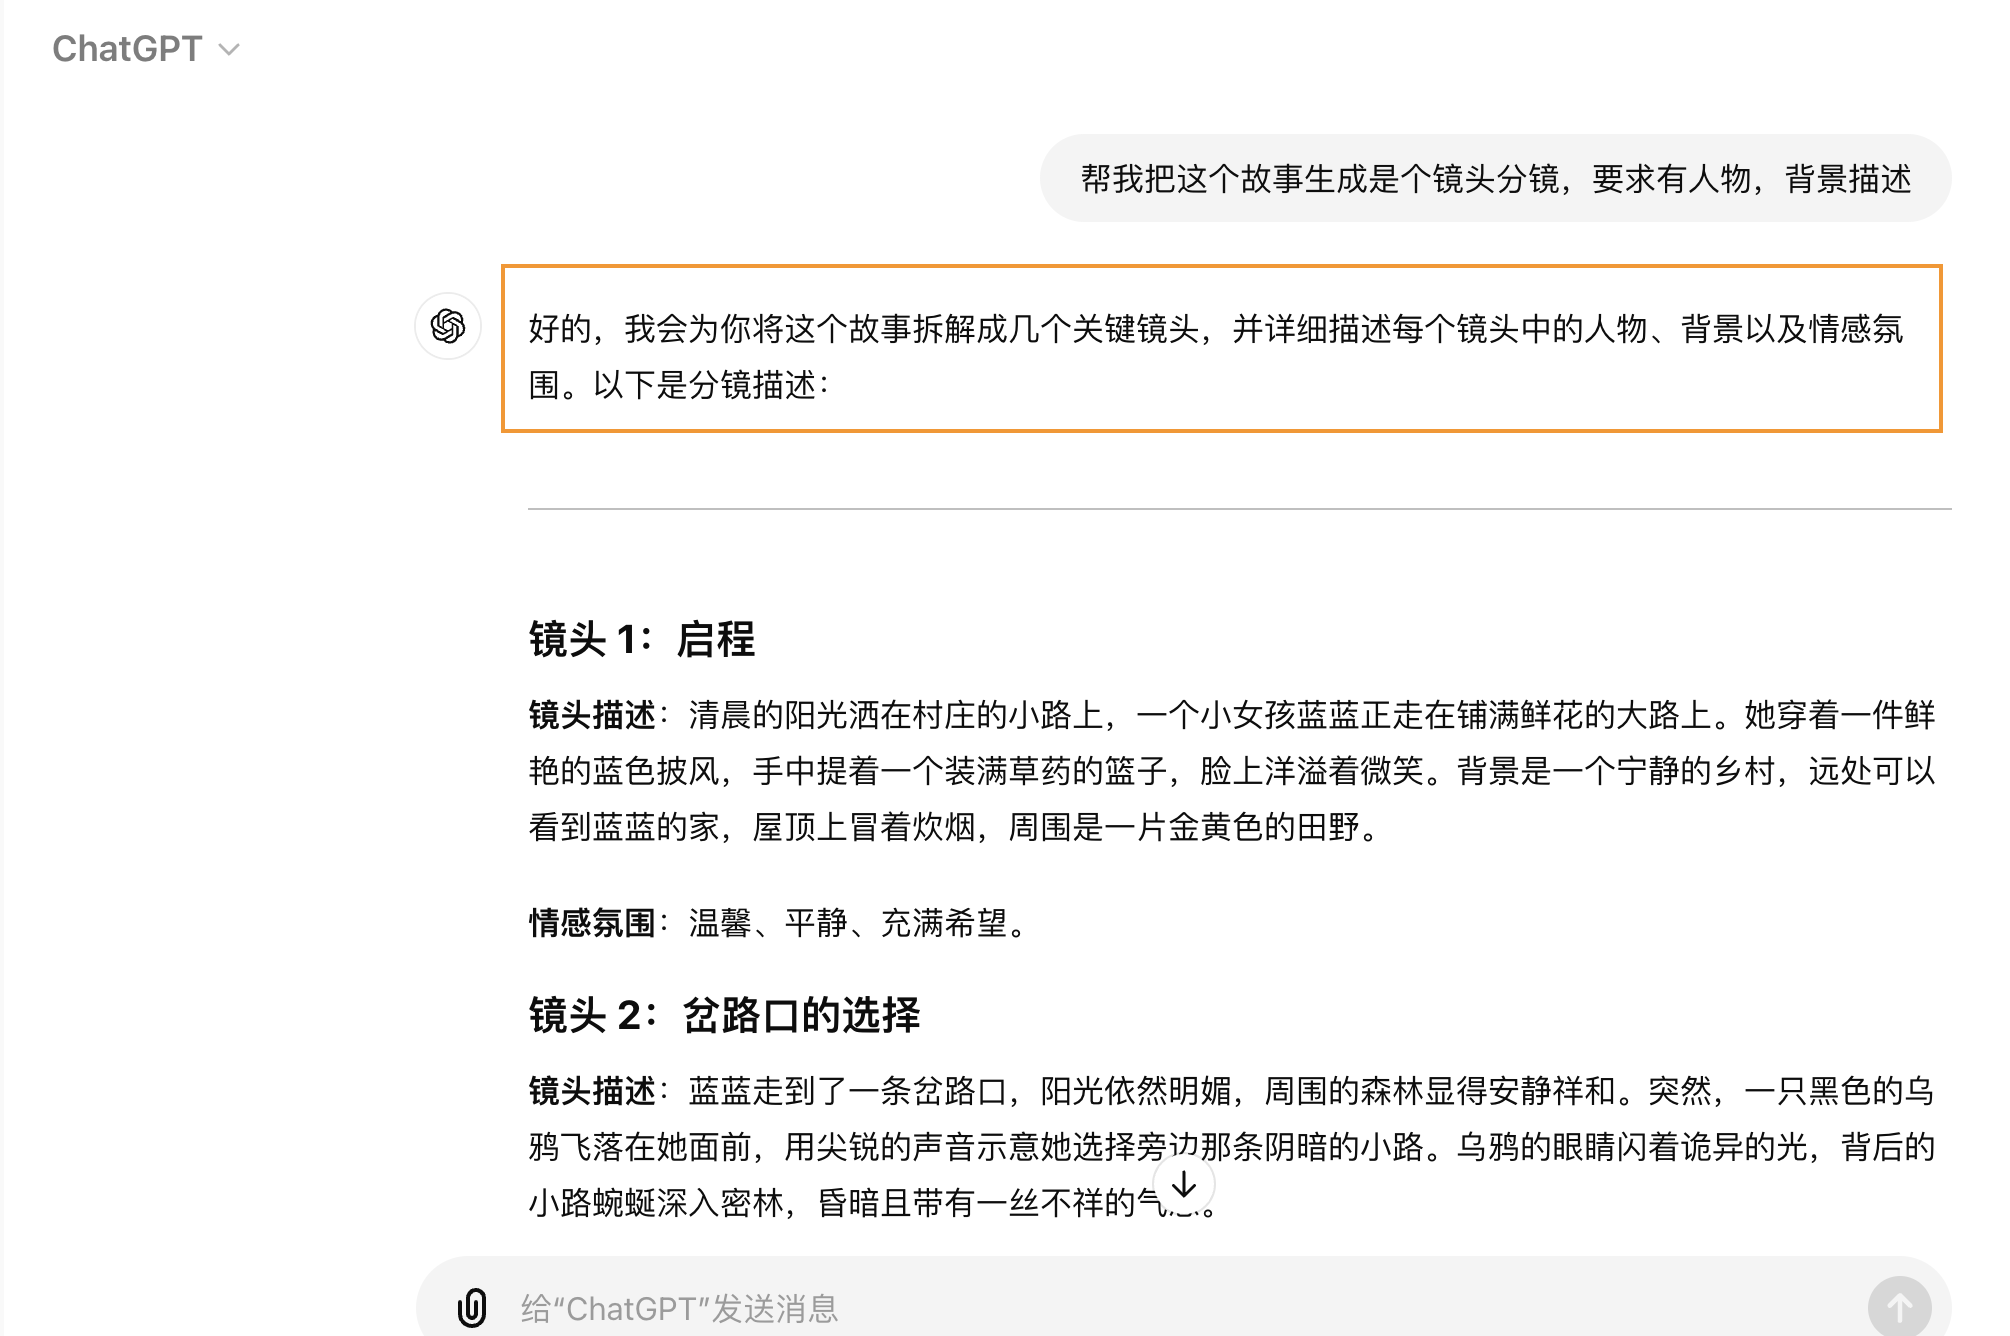 ChatGPT
帮我把这个故事生成是个镜头分镜，要求有人物，背景描述
好的，我会为你将这个故事拆解成几个关键镜头，并详细描述每个镜头中的人物、背景以及情感氛
围。以下是分镜描述：
镜头 1：启程
镜头描述：清晨的阳光洒在村庄的小路上，一个小女孩蓝蓝正走在铺满鲜花的大路上。她穿着一件鲜
艳的蓝色披风，手中提着一个装满草药的篮子，脸上洋溢着微笑。背景是一个宁静的乡村，远处可以
看到蓝蓝的家，屋顶上冒着炊烟，周围是一片金黄色的田野。
情感氛围：温馨、平静、充满希望。
镜头 2：岔路口的选择
镜头描述：蓝蓝走到了一条岔路口，阳光依然明媚，周围的森林显得安静祥和。突然，一只黑色的乌
鸦飞落在她面前，用尖锐的声音示意她选择旁边那条阴暗的小路。乌鸦的眼睛闪着诡异的光，背后的
小路蜿蜒深入密林，昏暗且带有一丝不祥的气。
给“ChatGPT”发送消息